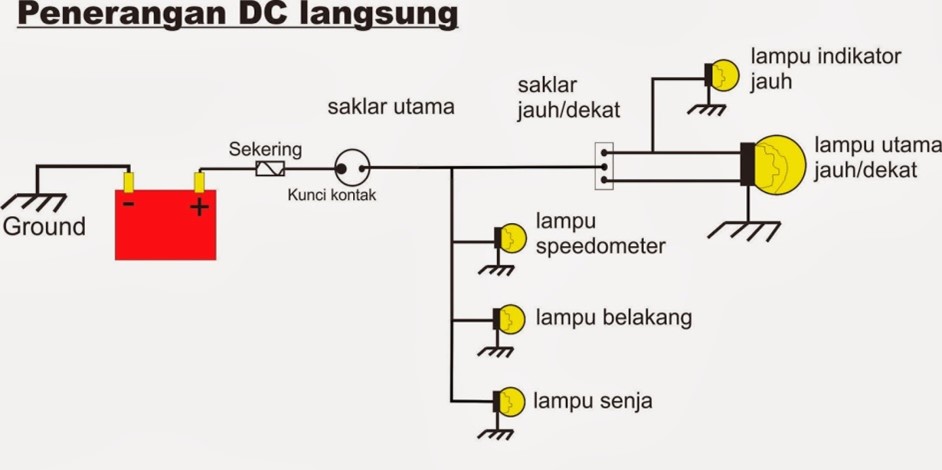 Penerangan DC langsung
lampu indikator
jauh
saklar
jauh/dekat
saklar utama
Sekering
lampu utama
jauh/dekat
Kunci kontak
- +
Ground
lampu
speedometer
lampu belakang
lampu senja